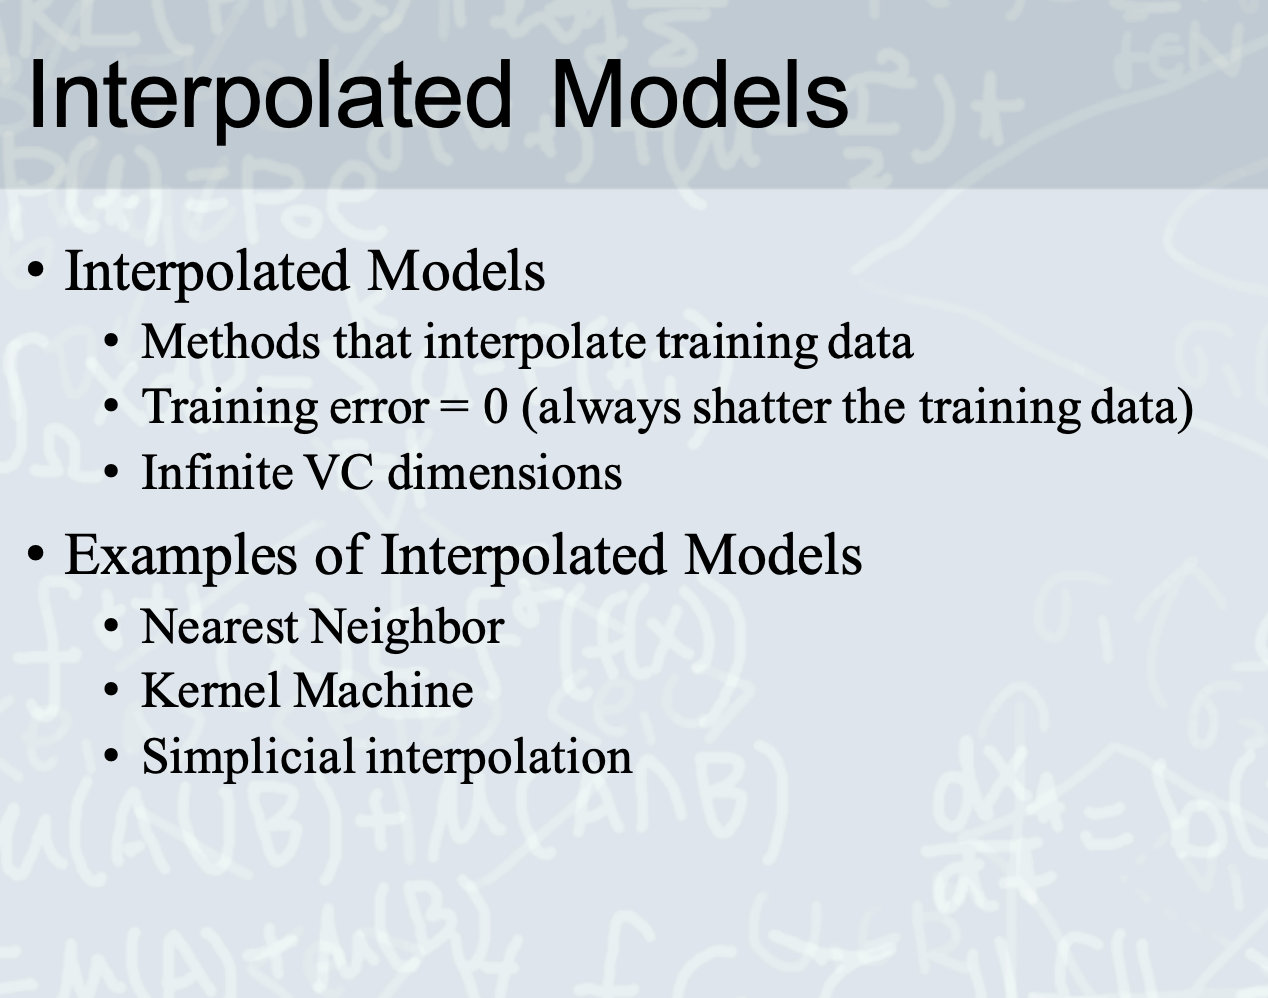 Interpolated Models
• Interpolated Models
• Methods that interpolate training data
• Training error = 0 (always shatter the training data)
• Infinite VC dimensions
• Examples of Interpolated Models
• Nearest Neighbor
• Kernel Machine
• Simplicial interpolation